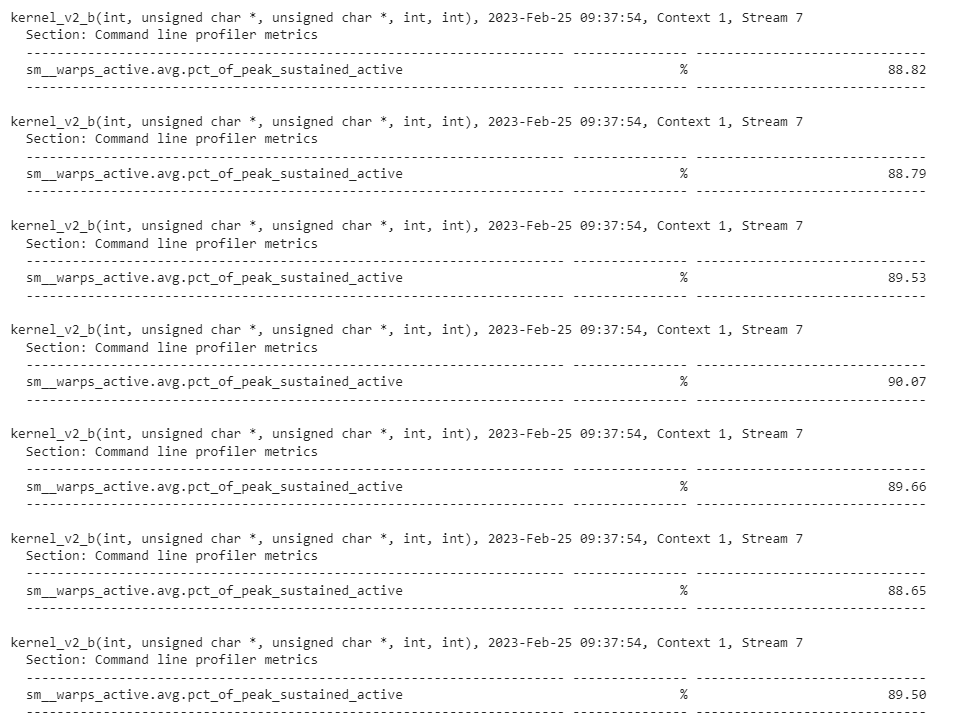 kernel_v2_b(int, unsigned char *, unsigned char *, int, int), 2023-Feb-25 09:37:54, Context 1, Stream 7
Section: Command line profiler metrics
---------------------------------------------------------------------- --------------- ------------------------------
sm__warps_active.avg.pct_of_peak_sustained_active % 88.82
---------------------------------------------------------------------- --------------- ------------------------------
kernel_v2_b(int, unsigned char *, unsigned char *, int, int), 2023-Feb-25 09:37:54, Context 1, Stream 7
Section: Command line profiler metrics
---------------------------------------------------------------------- --------------- ------------------------------
sm__warps_active.avg.pct_of_peak_sustained_active % 88.79
---------------------------------------------------------------------- --------------- ------------------------------
kernel_v2_b(int, unsigned char *, unsigned char *, int, int), 2023-Feb-25 09:37:54, Context 1, Stream 7
Section: Command line profiler metrics
---------------------------------------------------------------------- --------------- ------------------------------
sm__warps_active.avg.pct_of_peak_sustained_active % 89.53
---------------------------------------------------------------------- --------------- ------------------------------
kernel_v2_b(int, unsigned char *, unsigned char *, int, int), 2023-Feb-25 09:37:54, Context 1, Stream 7
Section: Command line profiler metrics
---------------------------------------------------------------------- --------------- ------------------------------
sm__warps_active.avg.pct_of_peak_sustained_active % 90.07
---------------------------------------------------------------------- --------------- ------------------------------
kernel_v2_b(int, unsigned char *, unsigned char *, int, int), 2023-Feb-25 09:37:54, Context 1, Stream 7
Section: Command line profiler metrics
---------------------------------------------------------------------- --------------- ------------------------------
sm__warps_active.avg.pct_of_peak_sustained_active % 89.66
---------------------------------------------------------------------- --------------- ------------------------------
kernel_v2_b(int, unsigned char *, unsigned char *, int, int), 2023-Feb-25 09:37:54, Context 1, Stream 7
Section: Command line profiler metrics
---------------------------------------------------------------------- --------------- ------------------------------
sm__warps_active.avg.pct_of_peak_sustained_active % 88.65
---------------------------------------------------------------------- --------------- ------------------------------
kernel_v2_b(int, unsigned char *, unsigned char *, int, int), 2023-Feb-25 09:37:54, Context 1, Stream 7
Section: Command line profiler metrics
---------------------------------------------------------------------- --------------- ------------------------------
sm__warps_active.avg.pct_of_peak_sustained_active % 89.50
---------------------------------------------------------------------- --------------- ------------------------------